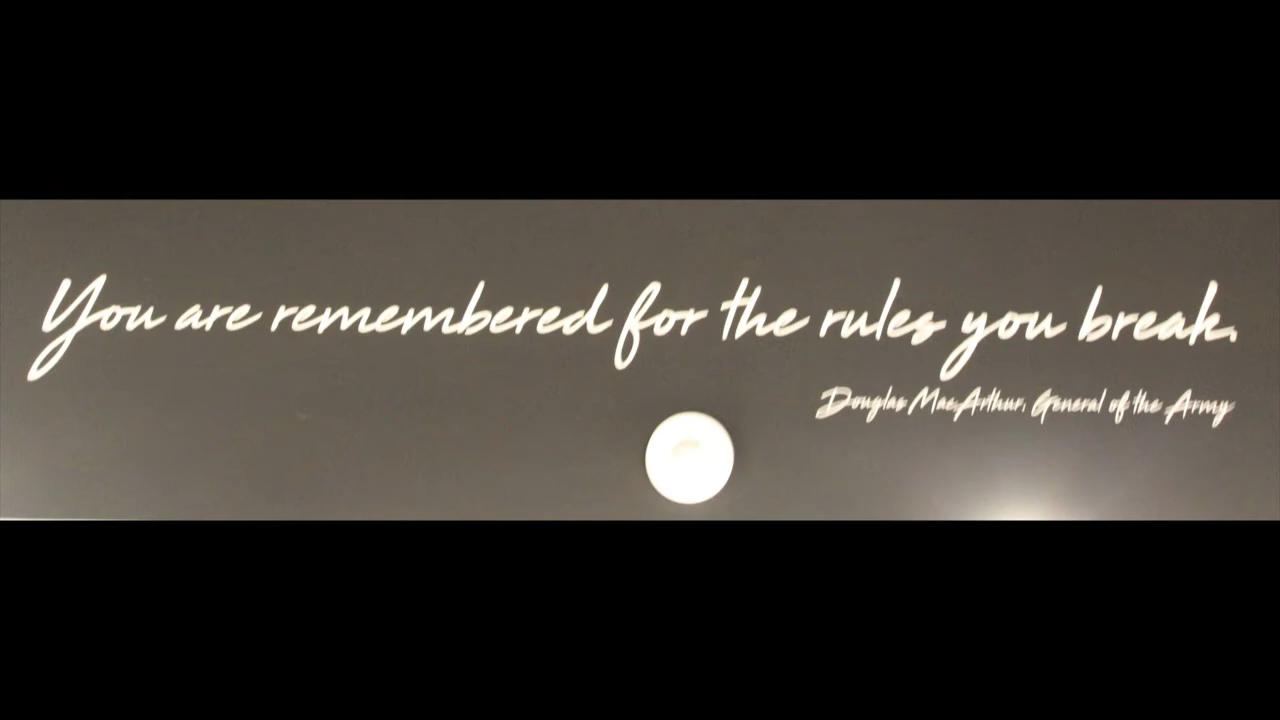 You are remembered for the rules you break.
Douglas MacArthur, General of the Army